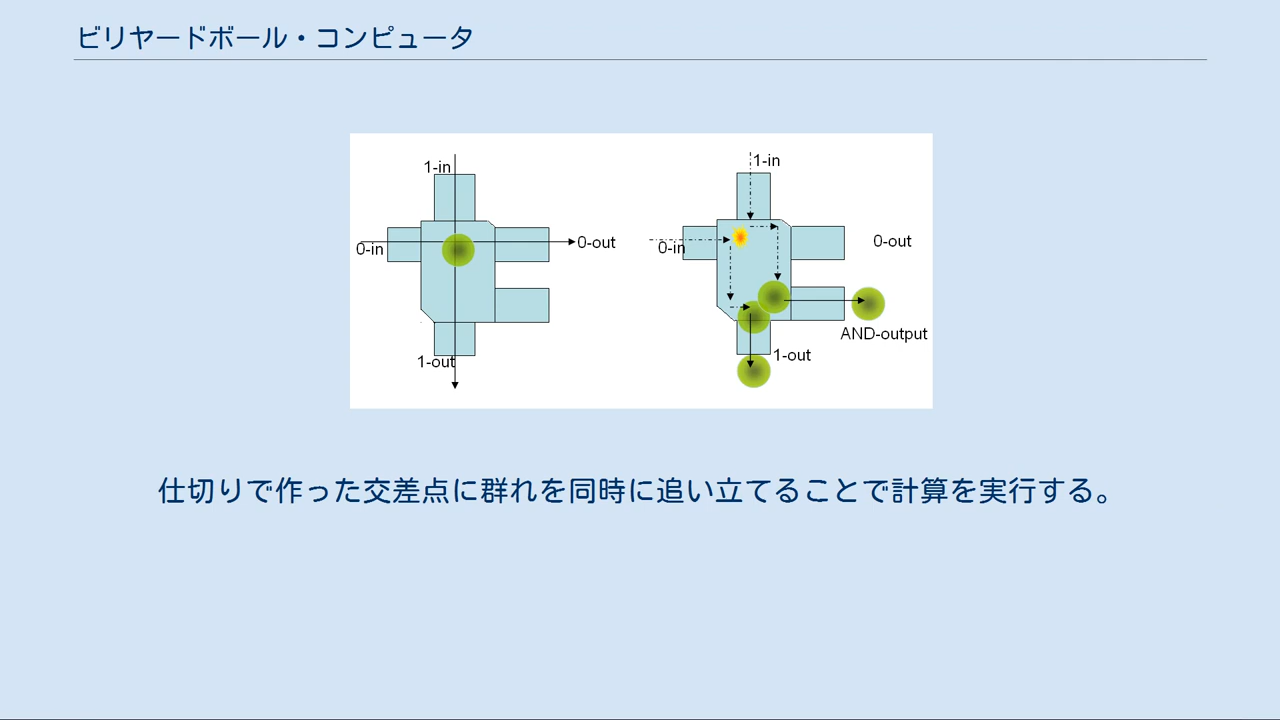 ビリヤードボール・コンピュータ
1-in
0-in
0-out
1-out
1-in
0-in
0-out
AND-output
1-out
仕切りで作った交差点に群れを同時に追い立てることで計算を実行する。